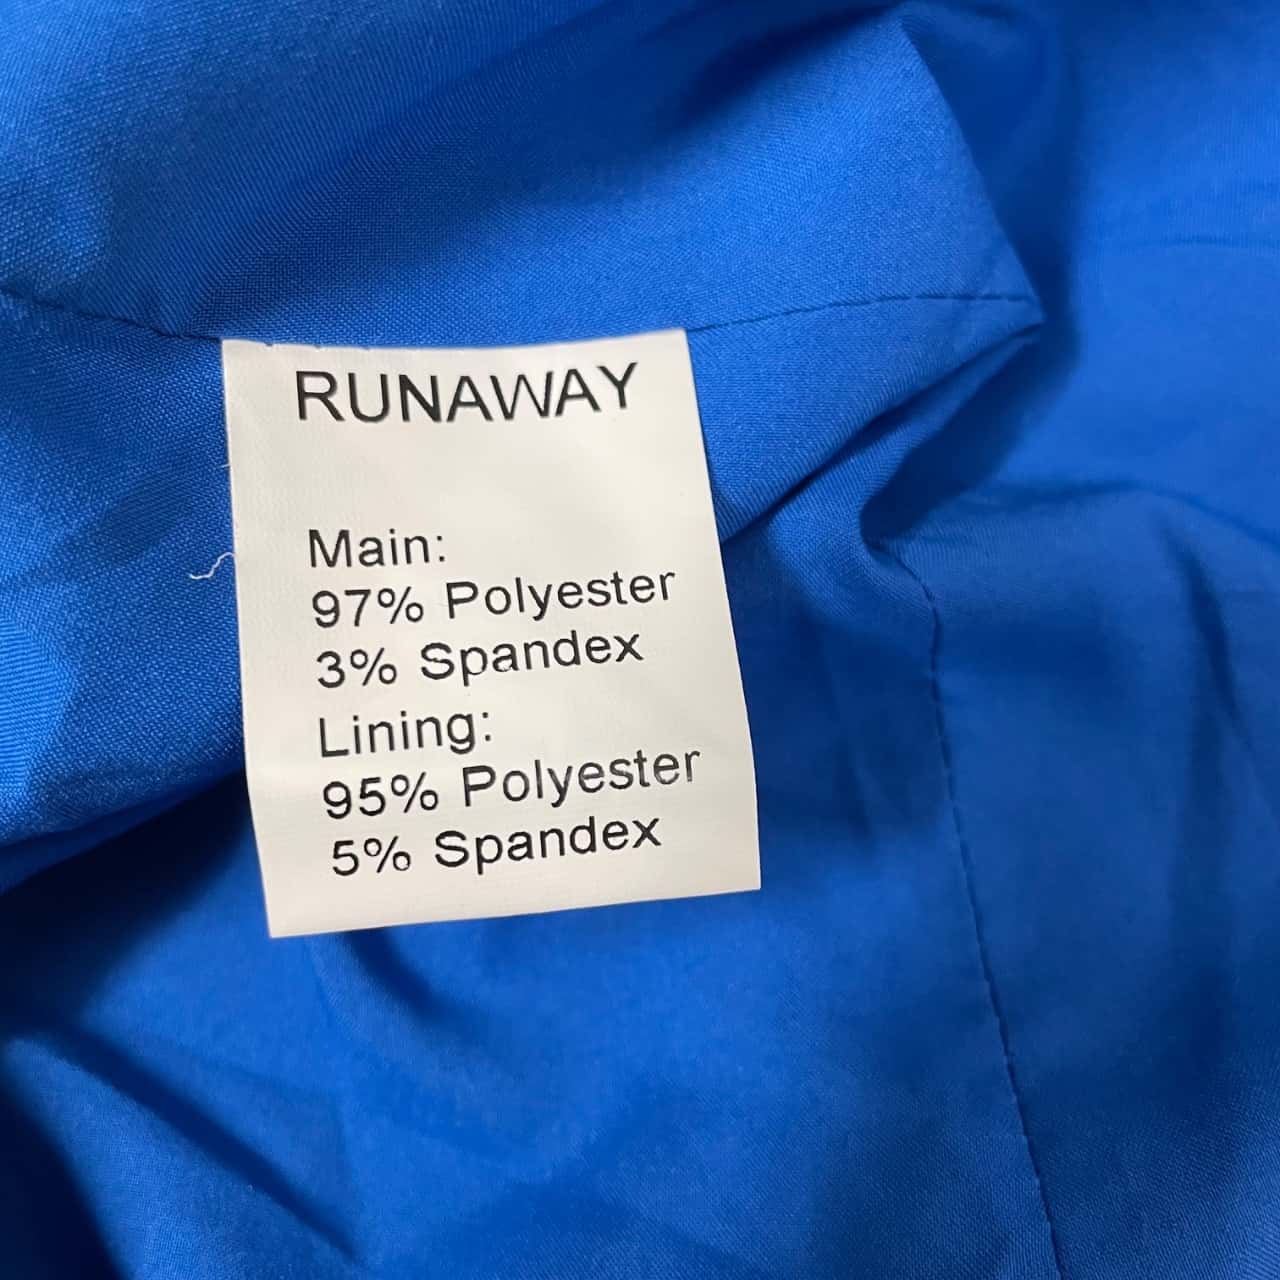 RUNAWAY
Main:
97% Polyester
3% Spandex
Lining:
95% Polyester
5% Spandex